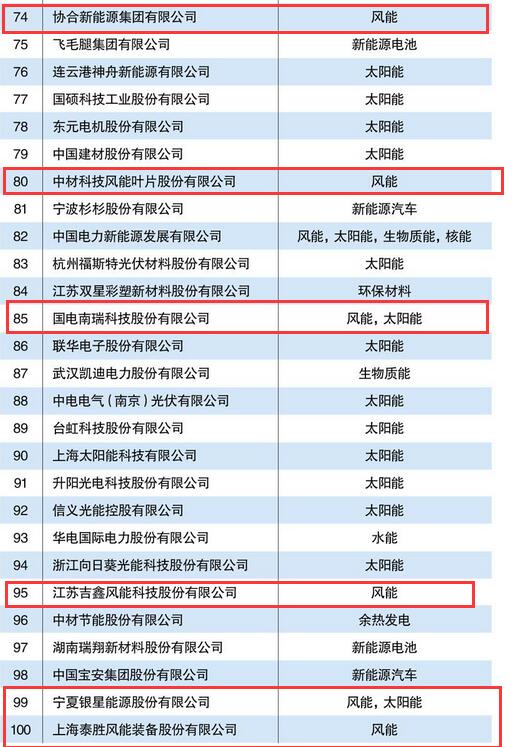 74 协合新能源集团有限公司 风能
75 飞毛腿集团有限公司 新能源电池
76 连云港神舟新能源有限公司 太阳能
77 国硕科技工业股份有限公司 太阳能
78 东元电机股份有限公司 太阳能
79 中国建材股份有限公司 太阳能
80 中材科技风能叶片股份有限公司 风能
81 宁波杉杉股份有限公司 新能源汽车
82 中国电力新能源发展有限公司 风能，太阳能，生物质能，核能
83 杭州福斯特光伏材料股份有限公司 太阳能
84 江苏双星彩塑新材料股份有限公司 环保材料
85 国电南瑞科技股份有限公司 风能，太阳能
86 联华电子股份有限公司 太阳能
87 武汉凯迪电力股份有限公司 生物质能
88 中电电气（南京）光伏有限公司 太阳能
89 台虹科技股份有限公司 太阳能
90 上海太阳能科技有限公司 太阳能
91 升阳光电科技股份有限公司 太阳能
92 信义光能控股有限公司 太阳能
93 华电国际电力股份有限公司 水能
94 浙江向日葵光能科技股份有限公司 太阳能
95 江苏吉鑫风能科技股份有限公司 风能
96 中材节能股份有限公司 余热发电
97 湖南瑞翔新材料股份有限公司 新能源电池
98 中国宝安集团股份有限公司 新能源汽车
99 宁夏银星能源股份有限公司 风能，太阳能
100 上海泰胜风能装备股份有限公司 风能